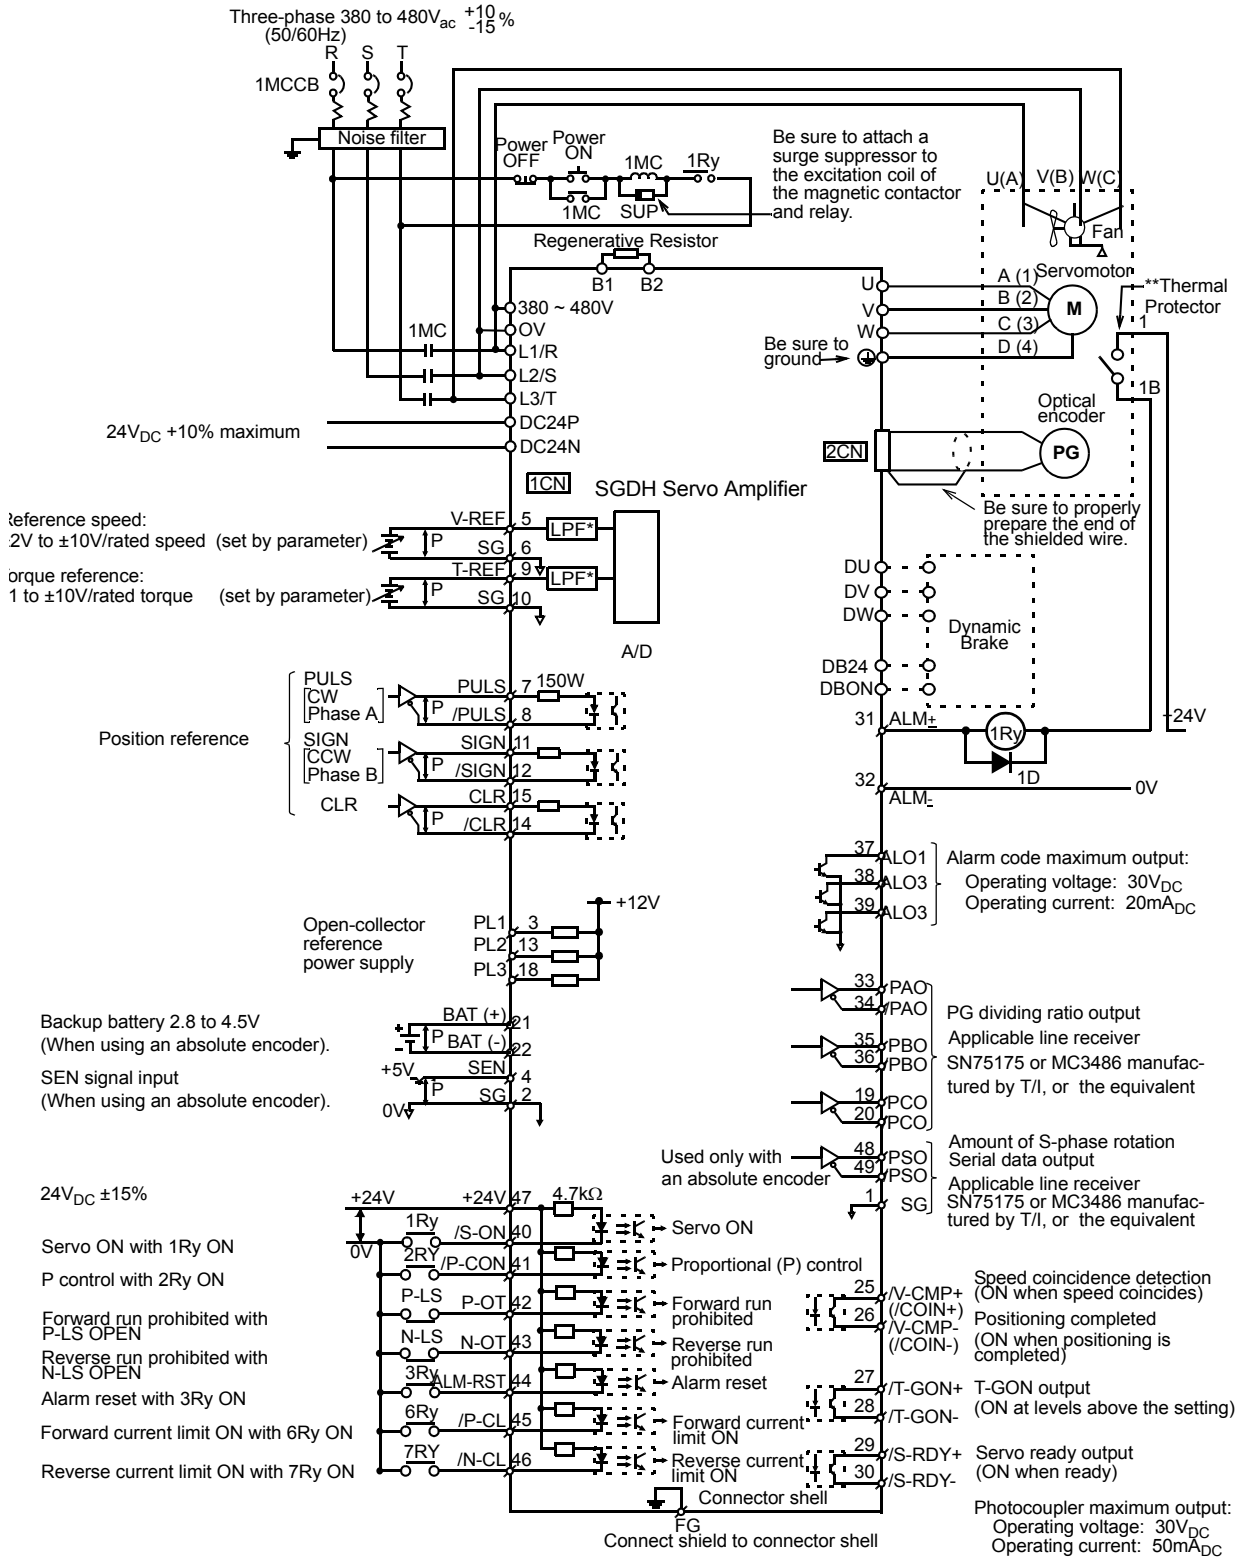 Three-phase 380 to 480Vac +10 -15 %
(50/60Hz)
R S T
1MCCB
Noise filter
Power OFF
Power ON
1MC
1Ry
1MC
SUP
Be sure to attach a
surge suppressor to
the excitation coil of
the magnetic contactor
and relay.
U(A) V(B) W(C)
Fan
Regenerative Resistor
B1 B2
380 ~ 480V
OV
1MC
L1/R
L2/S
L3/T
DC24P
DC24N
24VDC +10% maximum
U
V
W
Be sure to
ground
A (1)
B (2)
C (3)
D (4)
Servomotor
M
**Thermal
Protector
1
1B
Optical
encoder
PG
2CN
1CN
SGDH Servo Amplifier
Be sure to properly
prepare the end of
the shielded wire.
Reference speed:
2V to ±10V/rated speed (set by parameter)
orque reference:
1 to ±10V/rated torque (set by parameter)
P
V-REF 5
SG 6
P
T-REF 9
SG 10
LPF*
LPF*
A/D
DU
DV
DW
DB24
DBON
Dynamic
Brake
Position reference
PULS
CW
Phase A
SIGN
CCW
Phase B
CLR
P
PULS 7 150W
/PULS 8
P
SIGN 11
/SIGN 12
P
CLR 15
/CLR 14
31 ALM+
1Ry
1D
+24V
32 ALM-
0V
37 ALO1
38 ALO3
39 ALO3
Alarm code maximum output:
Operating voltage: 30VDC
Operating current: 20mADC
Open-collector
reference
power supply
PL1 3
PL2 13
PL3 18
+12V
33 PAO
34 /PAO
35 PBO
36 /PBO
19 PCO
20 /PCO
PG dividing ratio output
Applicable line receiver
SN75175 or MC3486 manufac-
tured by T/I, or the equivalent
Backup battery 2.8 to 4.5V
(When using an absolute encoder).
+
-
P
BAT (+) 21
BAT (-) 22
SEN signal input
(When using an absolute encoder).
+5V
0V
P
SEN 4
SG 2
Used only with
an absolute encoder
48 PSO
49 /PSO
1 SG
Amount of S-phase rotation
Serial data output
Applicable line receiver
SN75175 or MC3486 manufac-
tured by T/I, or the equivalent
24VDC ±15%
+24V
0V
+24V 47 4.7kΩ
Servo ON with 1Ry ON
1Ry /S-ON 40 Servo ON
P control with 2Ry ON
2RY /P-CON 41 Proportional (P) control
Forward run prohibited with
P-LS OPEN
P-LS P-OT 42 Forward run
prohibited
Reverse run prohibited with
N-LS OPEN
N-LS N-OT 43 Reverse run
prohibited
Alarm reset with 3Ry ON
3Ry ALM-RST 44 Alarm reset
Forward current limit ON with 6Ry ON
6Ry /P-CL 45 Forward current
limit ON
Reverse current limit ON with 7Ry ON
7RY /N-CL 46 Reverse current
limit ON
25 /V-CMP+
(/COIN+)
26 /V-CMP-
(/COIN-)
Speed coincidence detection
(ON when speed coincides)
Positioning completed
(ON when positioning is
completed)
27 /T-GON+
28 /T-GON-
T-GON output
(ON at levels above the setting)
29 /S-RDY+
30 /S-RDY-
Servo ready output
(ON when ready)
Connector shell
FG
Connect shield to connector shell
Photocoupler maximum output:
Operating voltage: 30VDC
Operating current: 50mADC